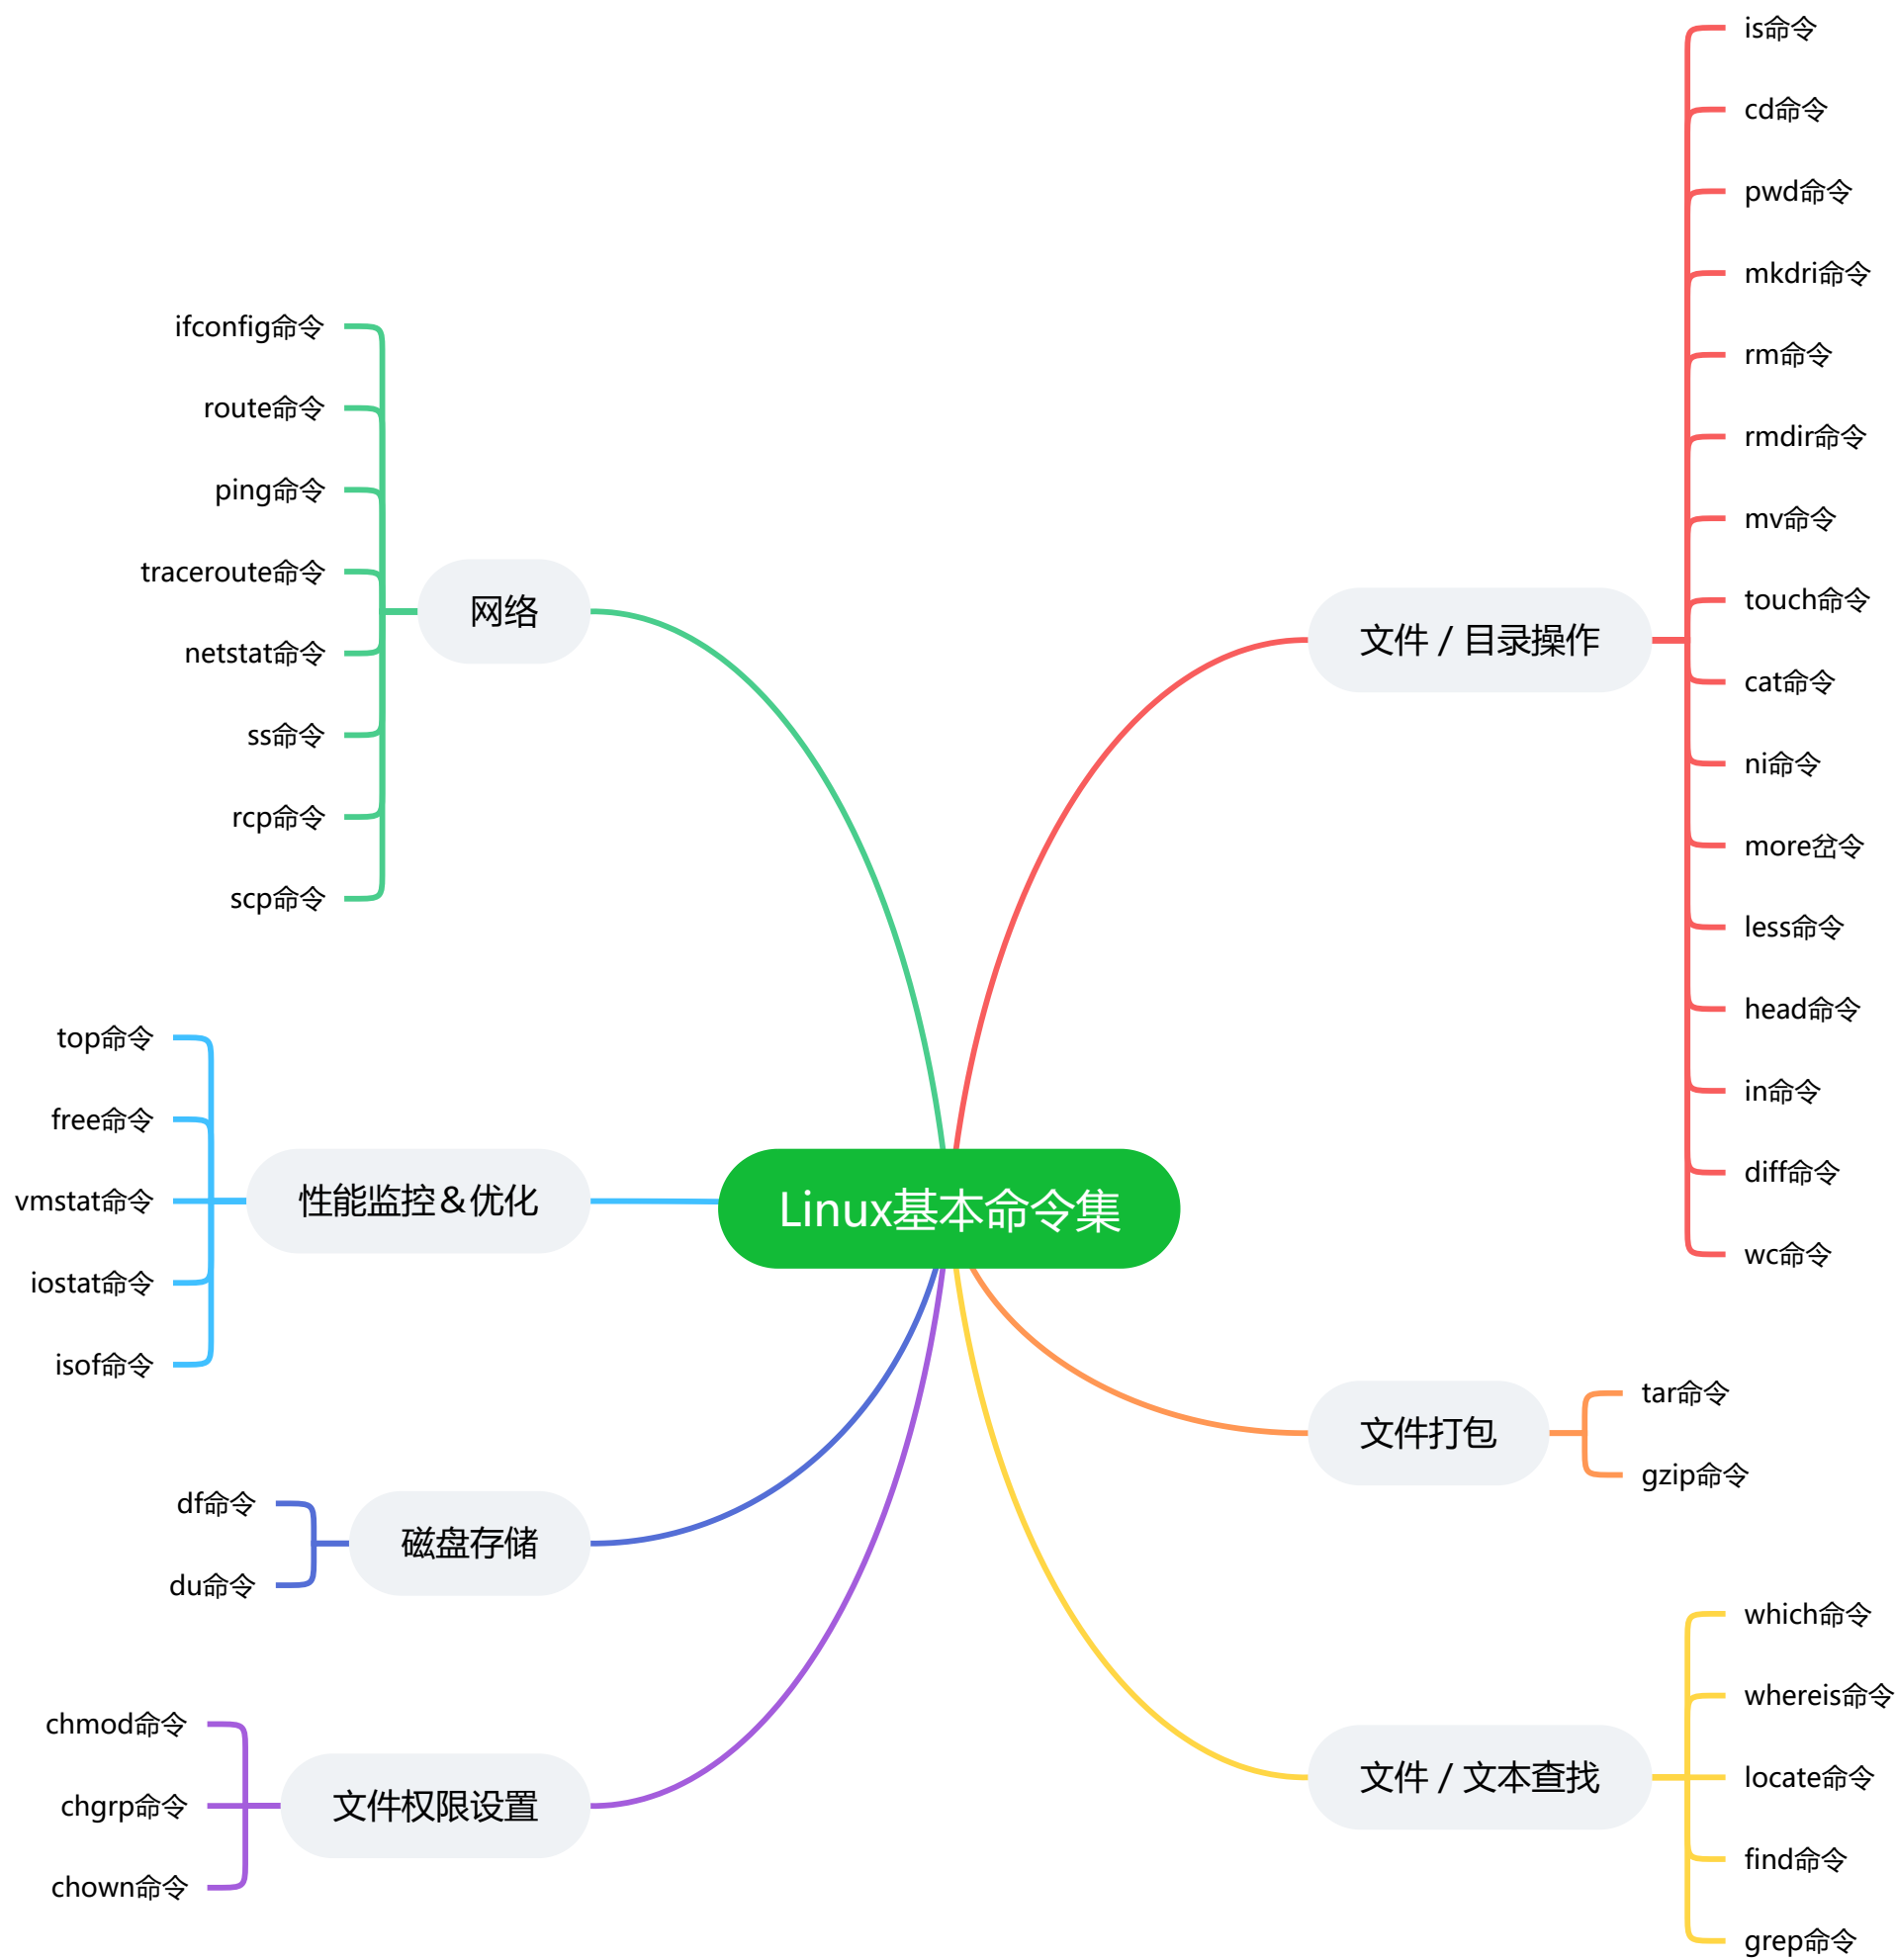 Linux基本命令集
文件 / 目录操作
is命令
cd命令
pwd命令
mkdri命令
rm命令
rmdir命令
mv命令
touch命令
cat命令
ni命令
more岔令
less命令
head命令
in命令
diff命令
wc命令
文件打包
tar命令
gzip命令
文件 / 文本查找
which命令
whereis命令
locate命令
find命令
grep命令
网络
ifconfig命令
route命令
ping命令
traceroute命令
netstat命令
ss命令
rcp命令
scp命令
性能监控＆优化
top命令
free命令
vmstat命令
iostat命令
isof命令
磁盘存储
df命令
du命令
文件权限设置
chmod命令
chgrp命令
chown命令